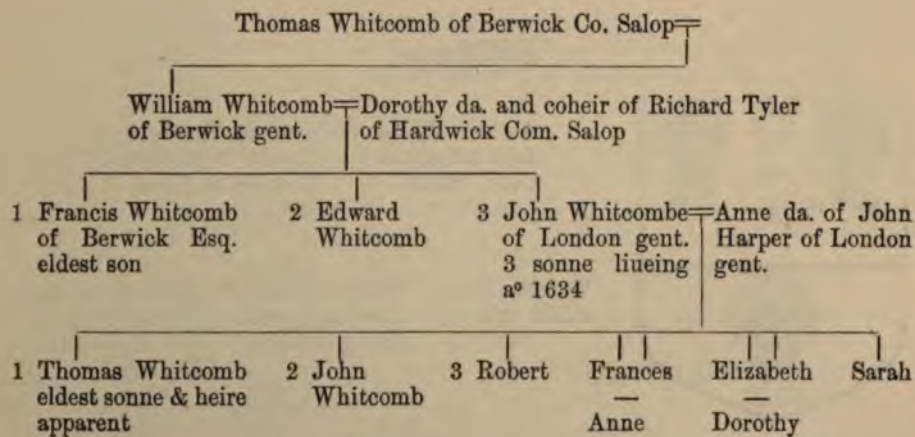 Thomas Whitcomb of Berwick Co. Salop
William Whitcomb
of Berwick gent.
Dorothy da. and coheir of Richard Tyler
of Hardwick Com. Salop
1 Francis Whitcomb
of Berwick Esq.
eldest son
2 Edward
Whitcomb
3 John Whitcombe
of London gent.
3 sonne liueing
aº 1634
Anne da. of John
Harper of London
gent.
1 Thomas Whitcomb
eldest sonne & heire
apparent
2 John
Whitcomb
3 Robert
Frances
—
Anne
Elizabeth
—
Dorothy
Sarah